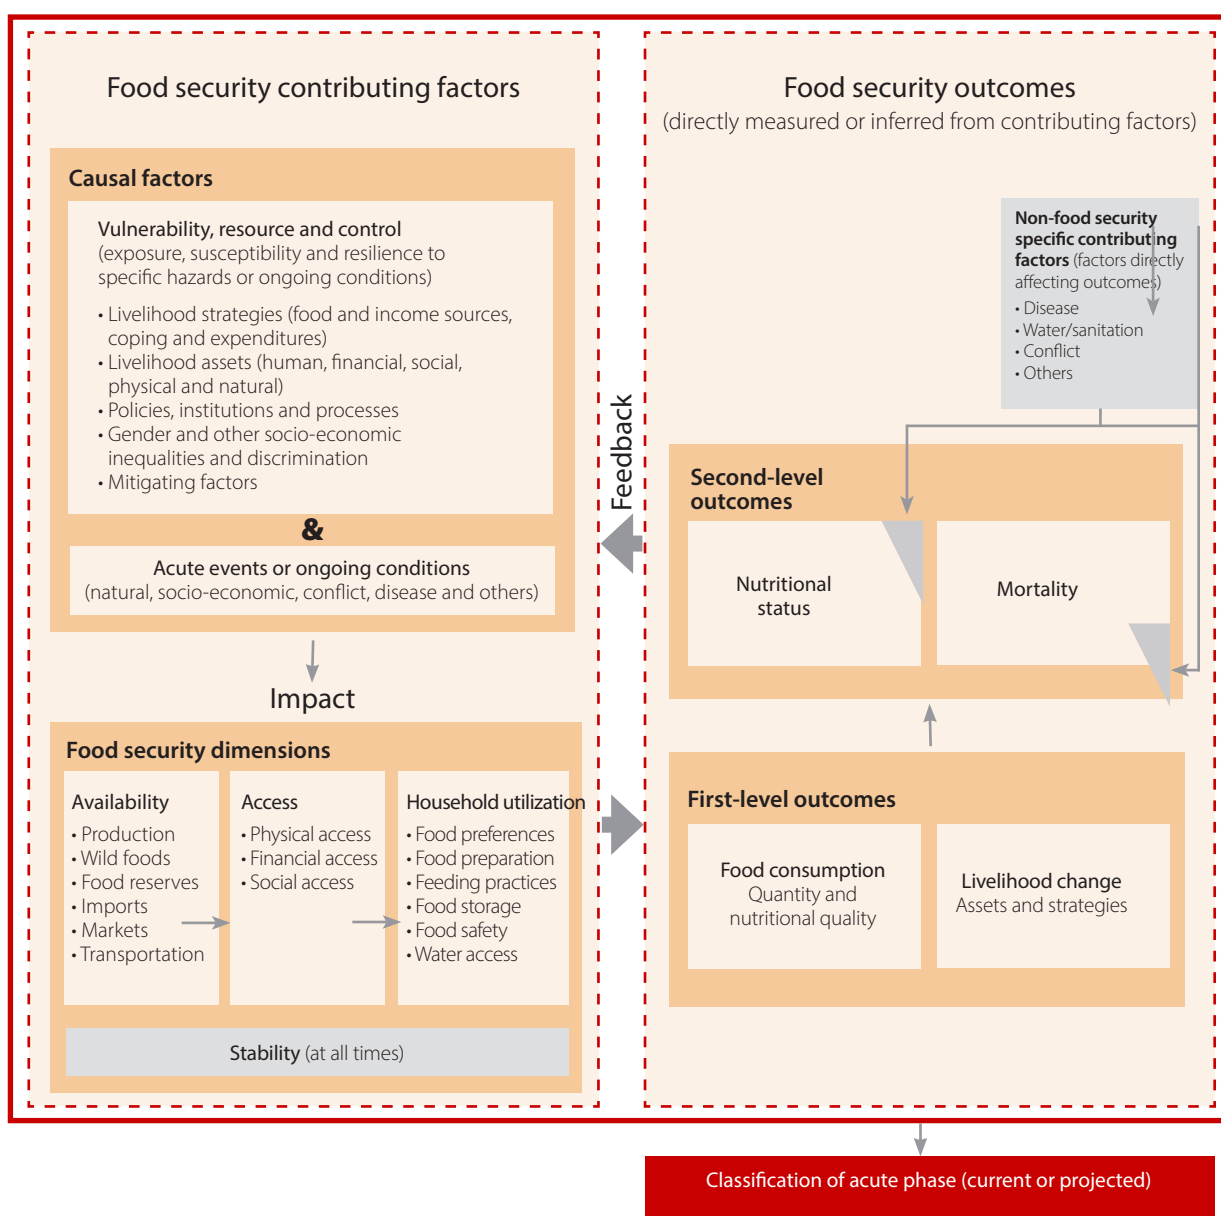 Food security contributing factors
Causal factors
Vulnerability, resource and control
(exposure, susceptibility and resilience to
specific hazards or ongoing conditions)
• Livelihood strategies (food and income sources,
coping and expenditures)
• Livelihood assets (human, financial, social,
physical and natural)
• Policies, institutions and processes
• Gender and other socio-economic
inequalities and discrimination
• Mitigating factors
&
Acute events or ongoing conditions
(natural, socio-economic, conflict, disease and others)
Impact
Food security dimensions
Availability
• Production
• Wild foods
• Food reserves
• Imports
• Markets
• Transportation
Access
• Physical access
• Financial access
• Social access
Household utilization
• Food preferences
• Food preparation
• Feeding practices
• Food storage
• Food safety
• Water access
Stability (at all times)
Feedback
Food security outcomes
(directly measured or inferred from contributing factors)
Non-food security
specific contributing
factors (factors directly
affecting outcomes)
• Disease
• Water/sanitation
• Conflict
• Others
Second-level
outcomes
Nutritional
status
Mortality
First-level outcomes
Food consumption
Quantity and
nutritional quality
Livelihood change
Assets and strategies
Classification of acute phase (current or projected)